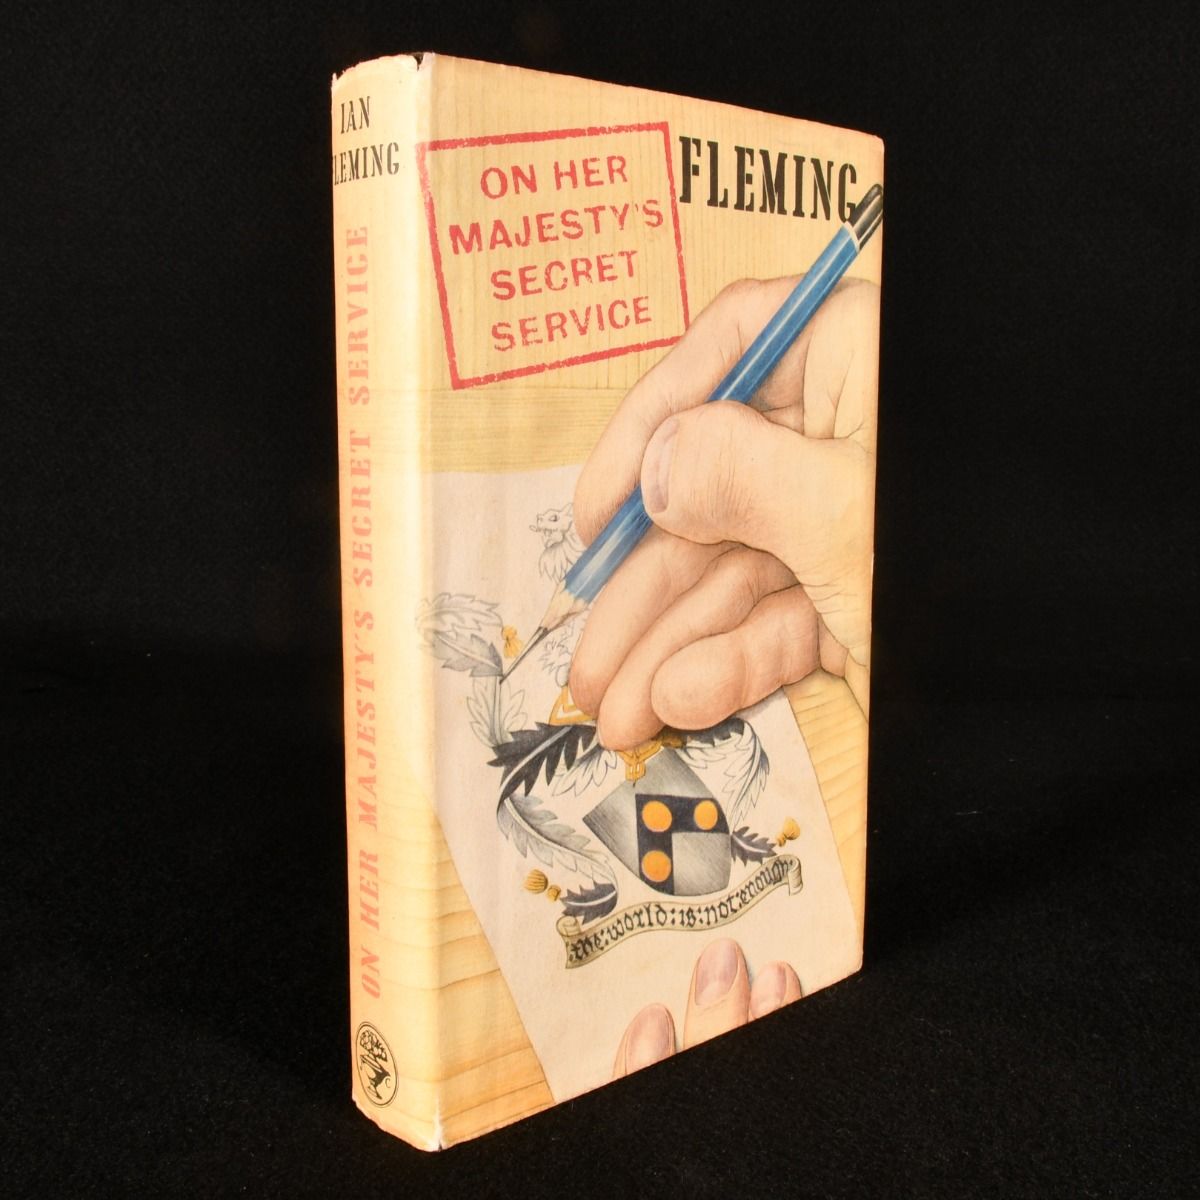 IAN
FLEMING
ON HER MAJESTY'S SECRET SERVICE
ON HER
MAJESTY'S
SECRET
SERVICE
FLEMING
the:world:is:not:enough